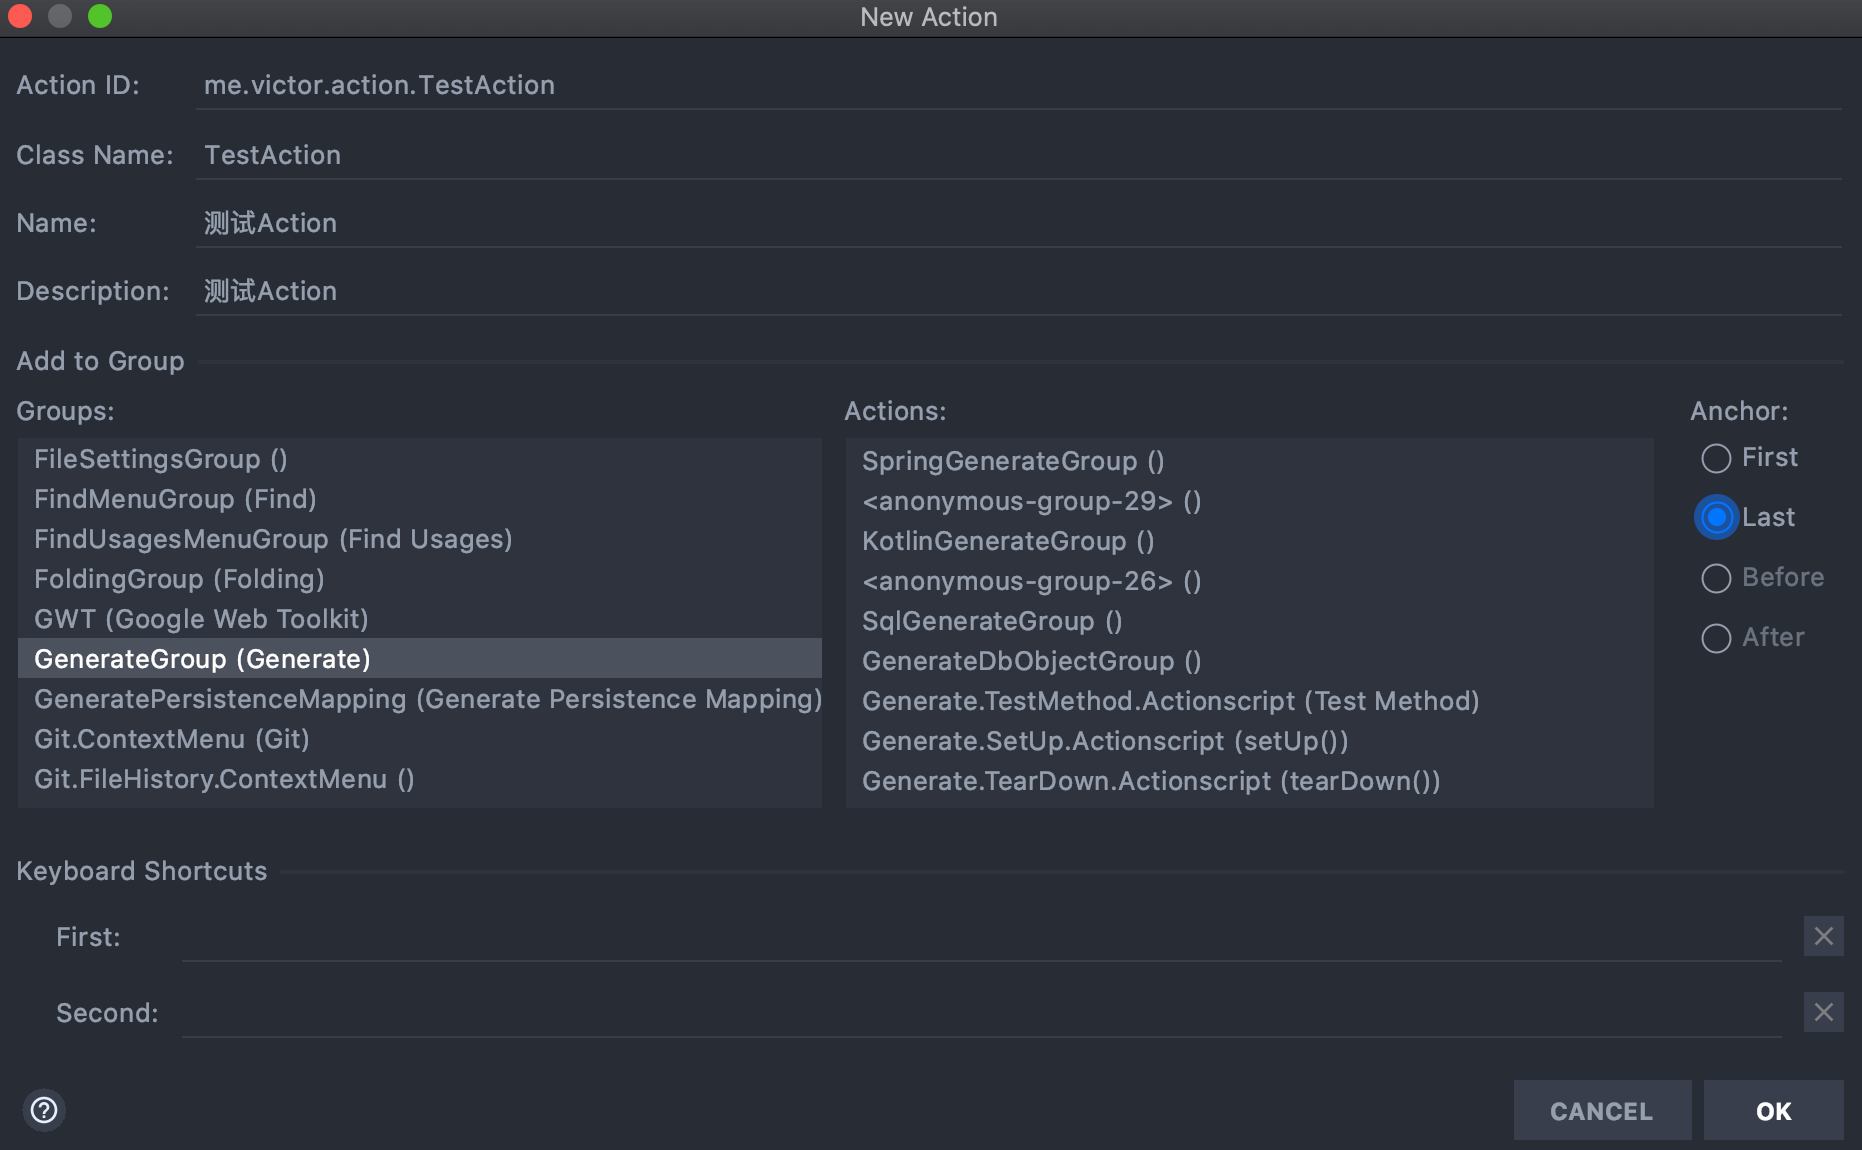 New Action
Action ID: me.victor.action.TestAction
Class Name: TestAction
Name: 测试Action
Description: 测试Action
Add to Group
Groups:
FileSettingsGroup ()
FindMenuGroup (Find)
FindUsagesMenuGroup (Find Usages)
FoldingGroup (Folding)
GWT (Google Web Toolkit)
GenerateGroup (Generate)
GeneratePersistenceMapping (Generate Persistence Mapping)
Git.ContextMenu (Git)
Git.FileHistory.ContextMenu ()
Actions:
SpringGenerateGroup ()
<anonymous-group-29> ()
KotlinGenerateGroup ()
<anonymous-group-26> ()
SqlGenerateGroup ()
GenerateDbObjectGroup ()
Generate.TestMethod.Actionscript (Test Method)
Generate.SetUp.Actionscript (setUp())
Generate.TearDown.Actionscript (tearDown())
Anchor:
First
Last
Before
After
Keyboard Shortcuts
First:
Second:
?
CANCEL
OK